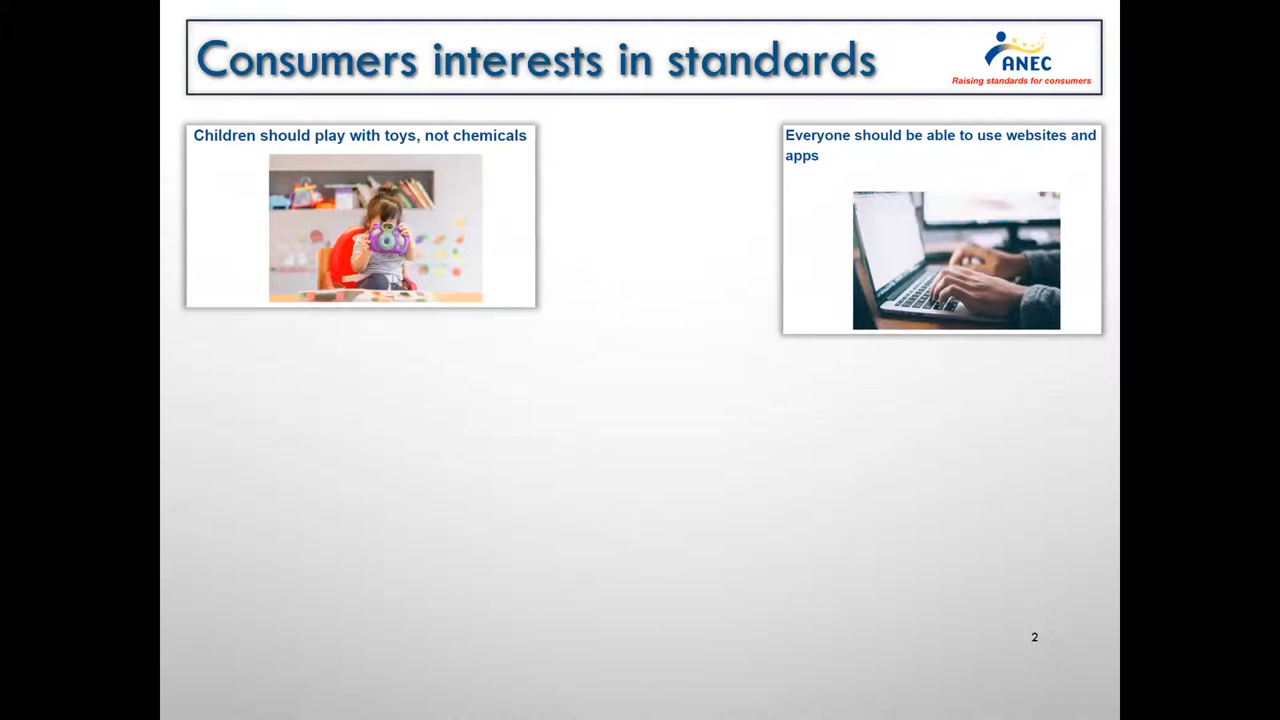 Consumers interests in standards
ANEC
Raising standards for consumers
Children should play with toys, not chemicals
Everyone should be able to use websites and
apps
2